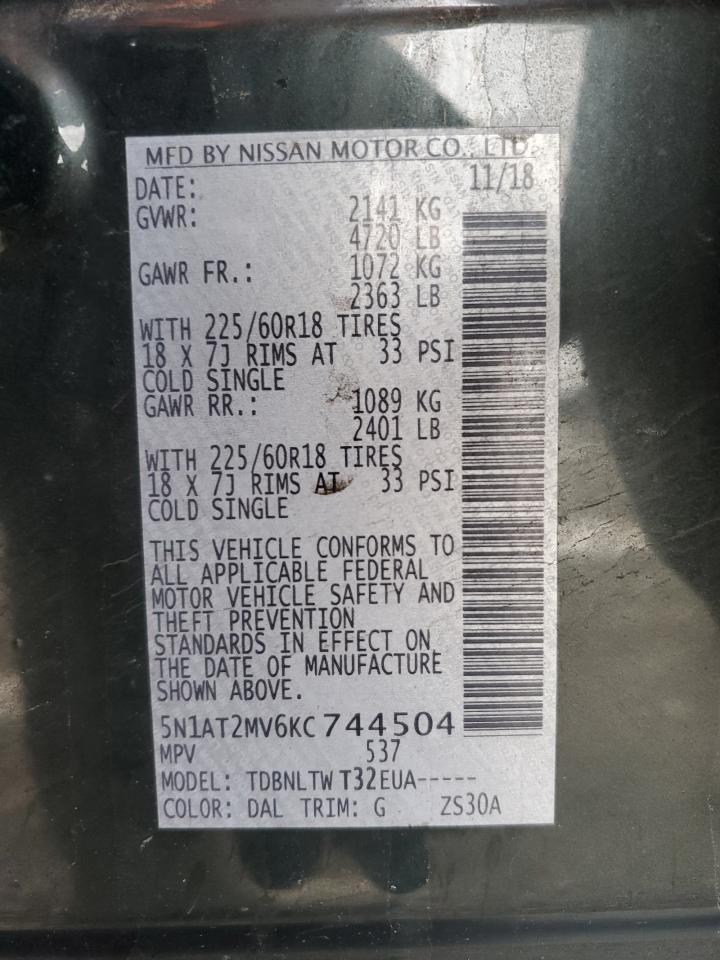 MFD BY NISSAN MOTOR CO., LTD.
DATE: 11/18
GVWR: 2141 KG
4720 LB
GAWR FR.: 1072 KG
2363 LB
WITH 225/60R18 TIRES
18 X 7J RIMS AT 33 PSI
COLD SINGLE
GAWR RR.: 1089 KG
2401 LB
WITH 225/60R18 TIRES
18 X 7J RIMS AT 33 PSI
COLD SINGLE
THIS VEHICLE CONFORMS TO
ALL APPLICABLE FEDERAL
MOTOR VEHICLE SAFETY AND
THEFT PREVENTION
STANDARDS IN EFFECT ON
THE DATE OF MANUFACTURE
SHOWN ABOVE.
5N1AT2MV6KC744504
MPV 537
MODEL: TDBNLTW T32EUA-----
COLOR: DAL TRIM: G ZS30A